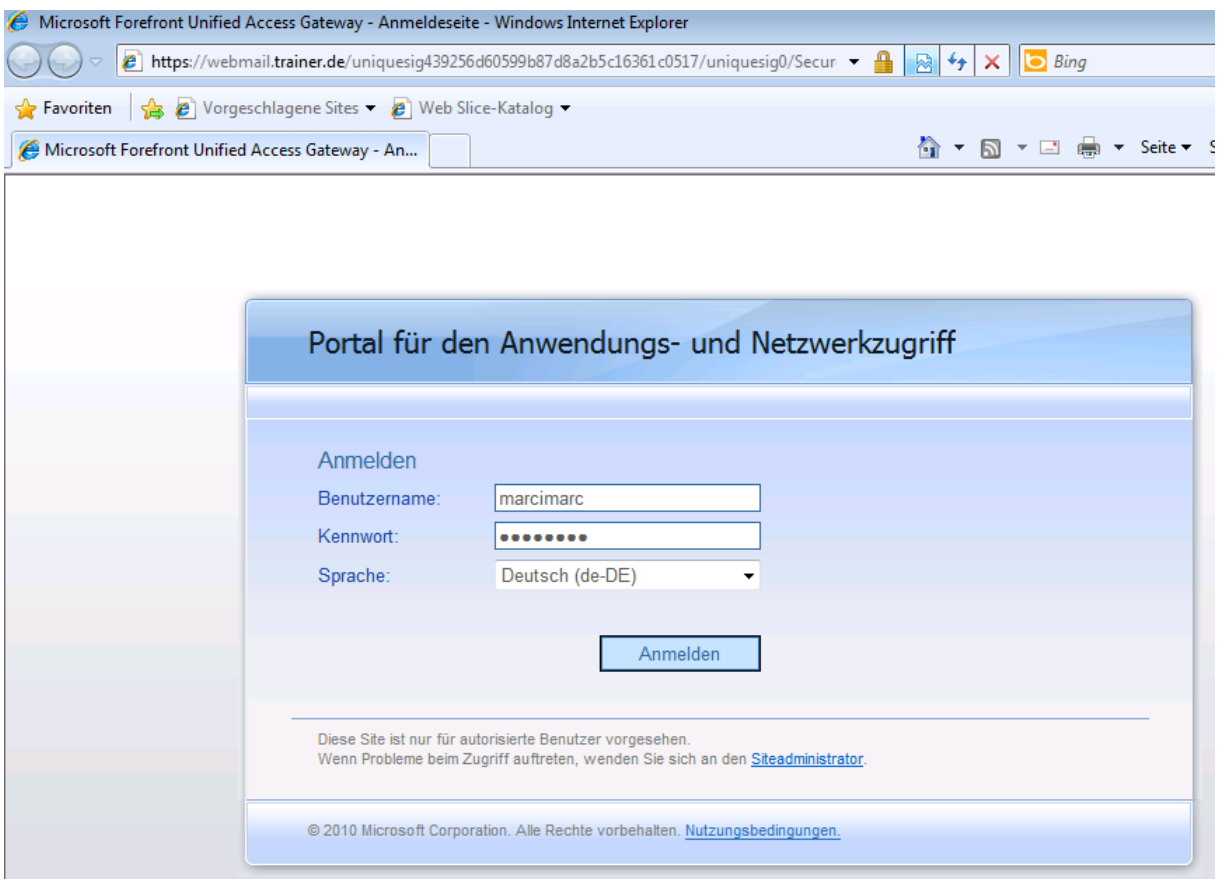 Microsoft Forefront Unified Access Gateway - Anmeldeseite - Windows Internet Explorer
https://webmail.trainer.de/uniquesig439256d60599b87d8a2b5c16361c0517/uniquesig0/Secur
Bing
Favoriten Vorgeschlagene Sites Web Slice-Katalog
Microsoft Forefront Unified Access Gateway - An... Seite S
Portal für den Anwendungs- und Netzwerkzugriff
Anmelden
Benutzername: marcimarc
Kennwort: ●●●●●●●●
Sprache: Deutsch (de-DE)
Anmelden
Diese Site ist nur für autorisierte Benutzer vorgesehen.
Wenn Probleme beim Zugriff auftreten, wenden Sie sich an den Siteadministrator.
© 2010 Microsoft Corporation. Alle Rechte vorbehalten. Nutzungsbedingungen.